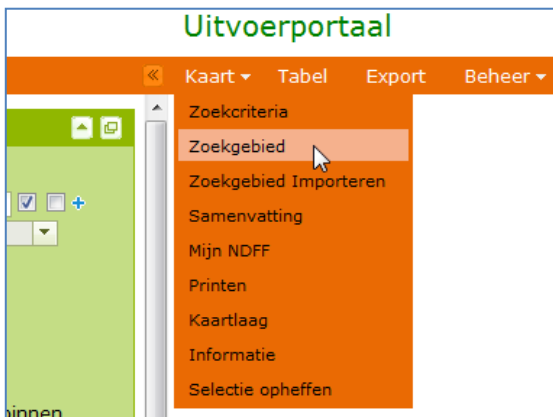 Uitvoerportaal
Kaart Tabel Export Beheer
Zoekcriteria
Zoekgebied
Zoekgebied Importeren
Samenvatting
Mijn NDFF
Printen
Kaartlaag
Informatie
Selectie opheffen